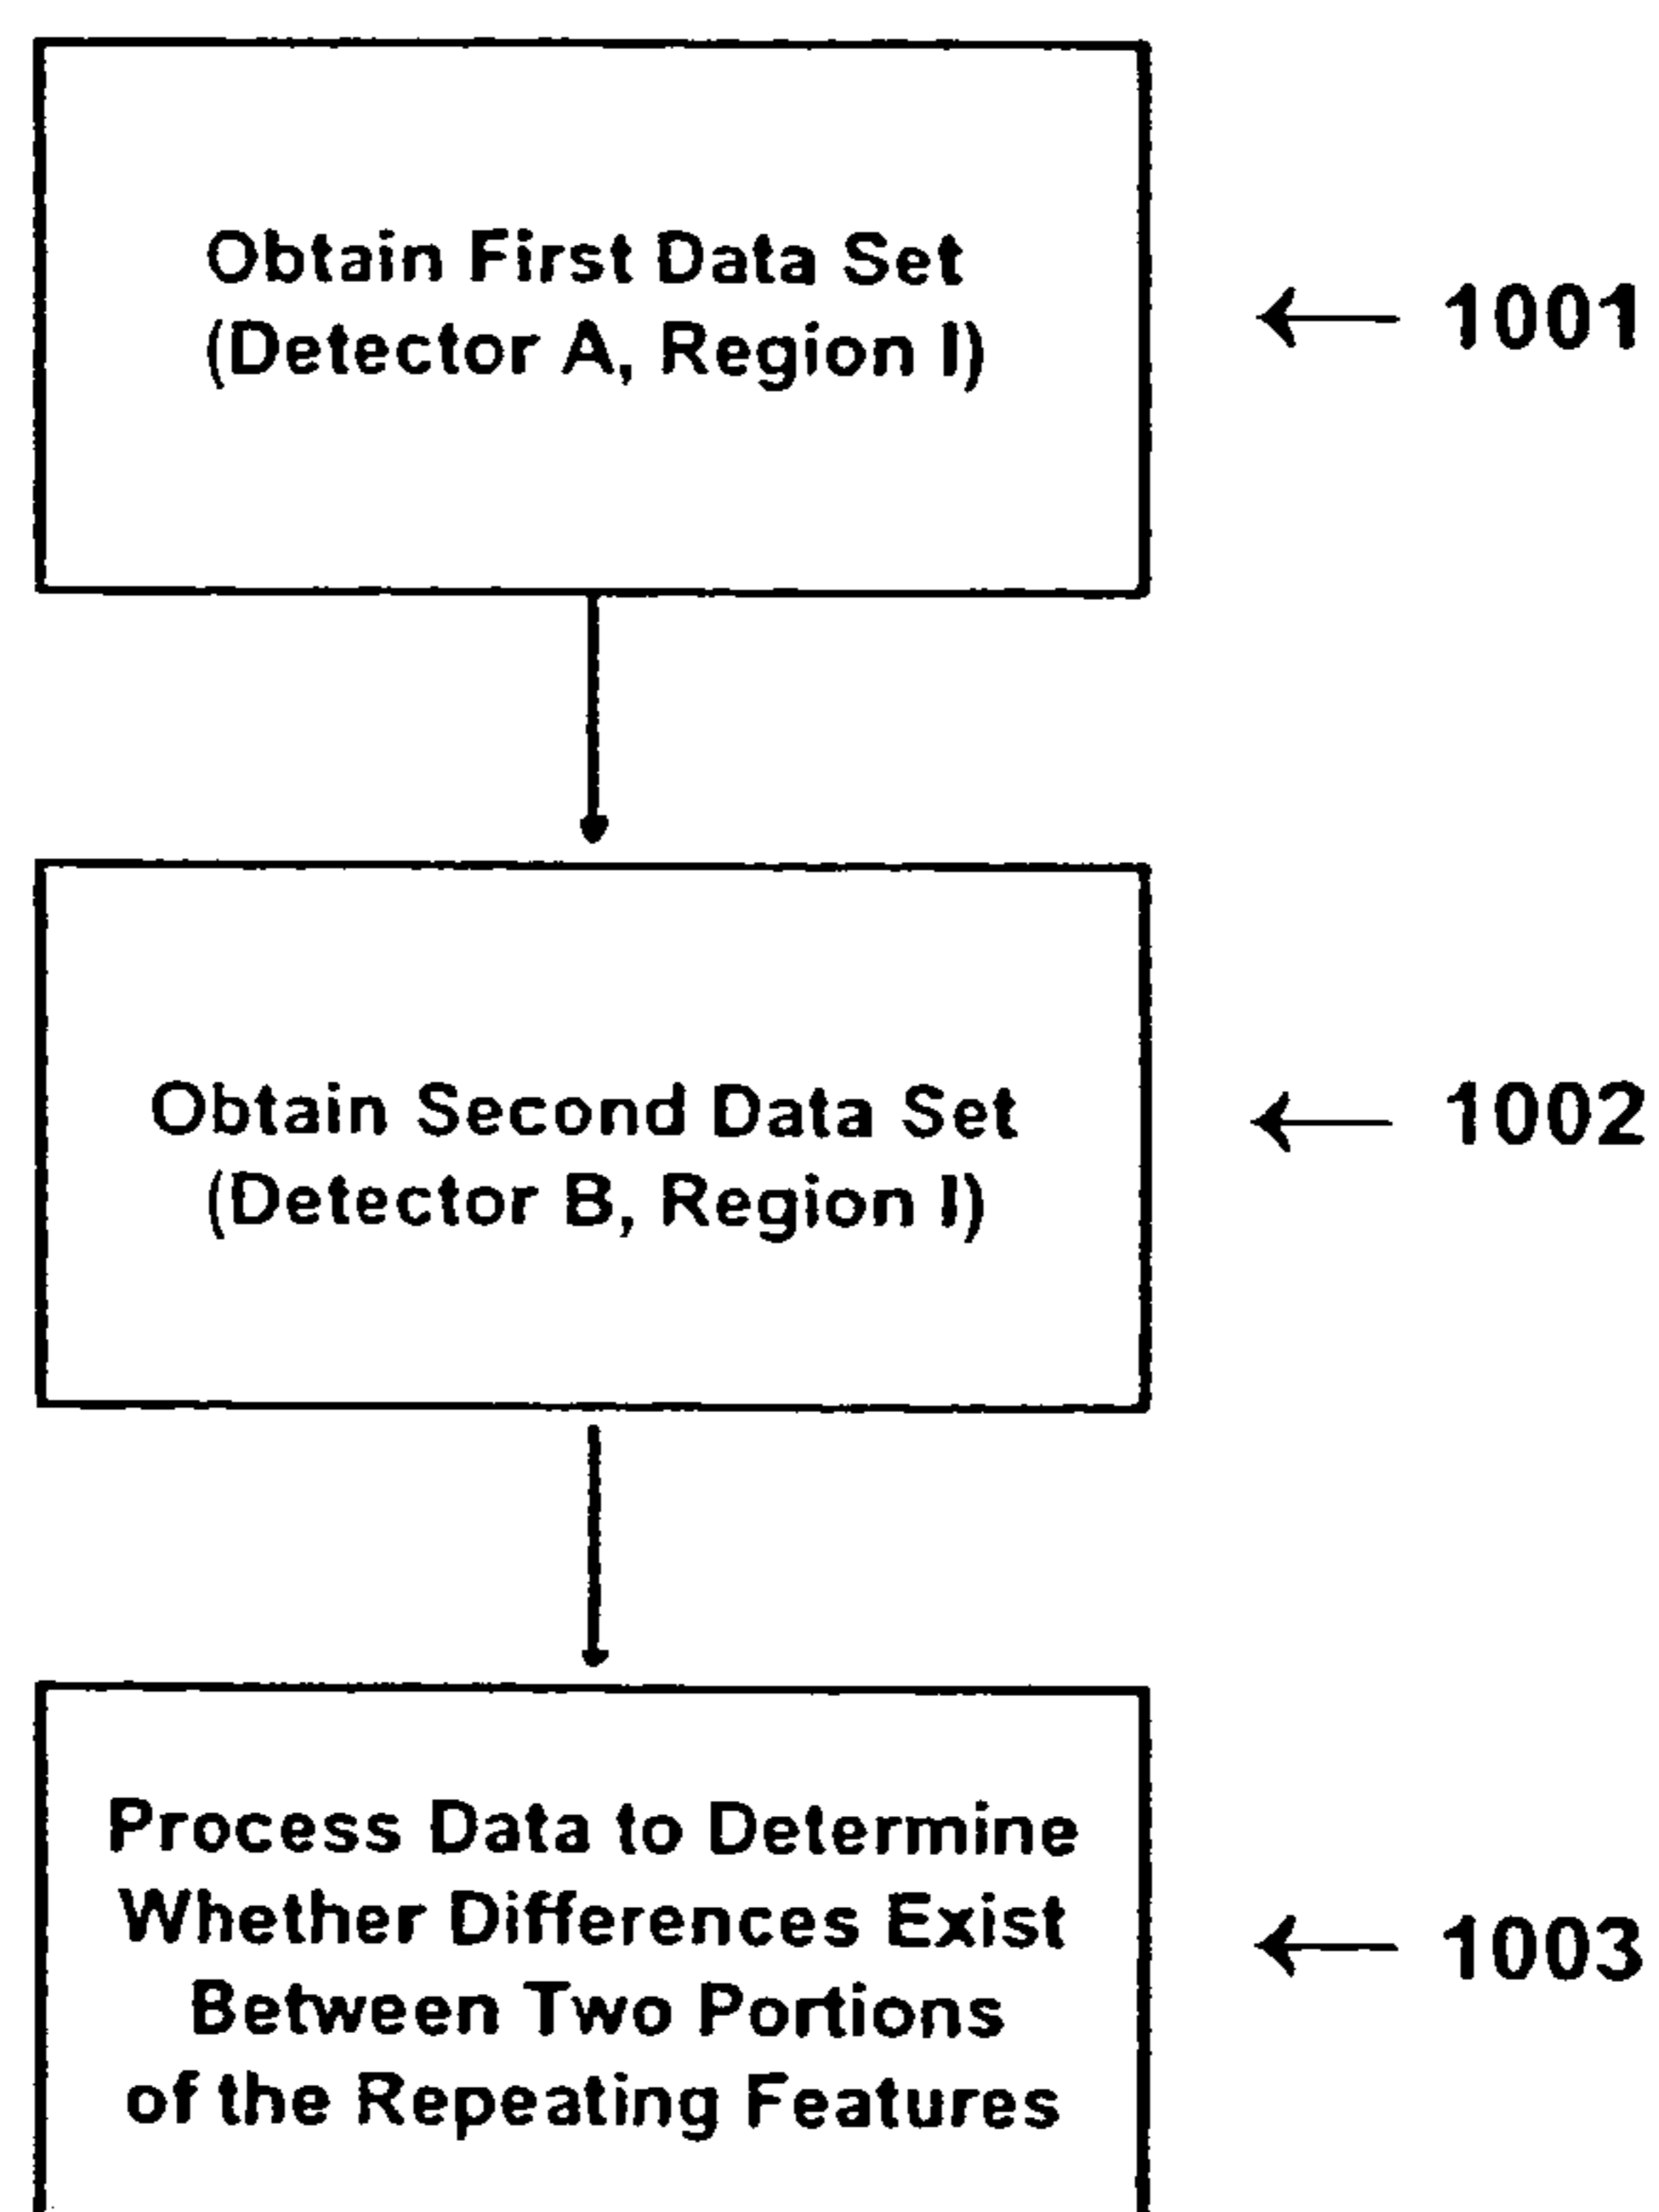 Obtain First Data Set
(Detector A, Region I)
1001
Obtain Second Data Set
(Detector B, Region I)
1002
Process Data to Determine
Whether Differences Exist
Between Two Portions
of the Repeating Features
1003